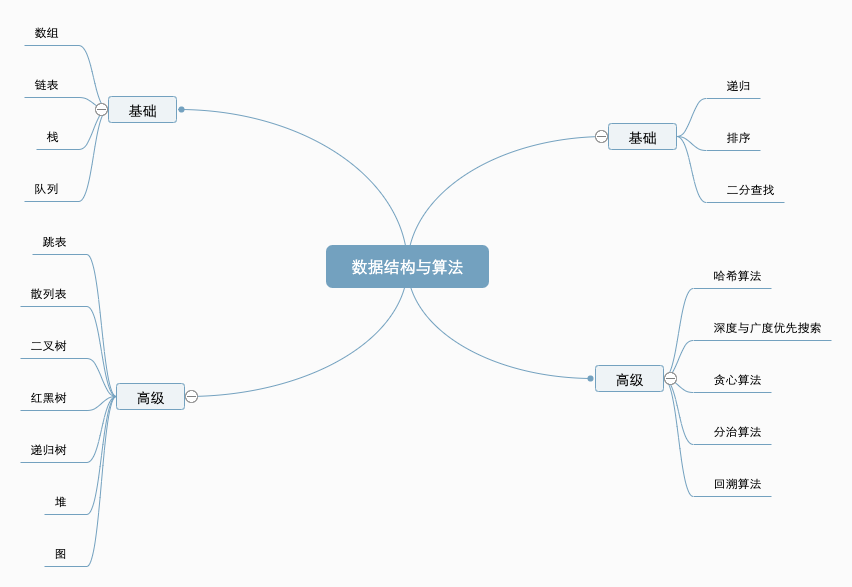 数据结构与算法
基础
数组
链表
栈
队列
高级
跳表
散列表
二叉树
红黑树
递归树
堆
图
基础
递归
排序
二分查找
高级
哈希算法
深度与广度优先搜索
贪心算法
分治算法
回溯算法